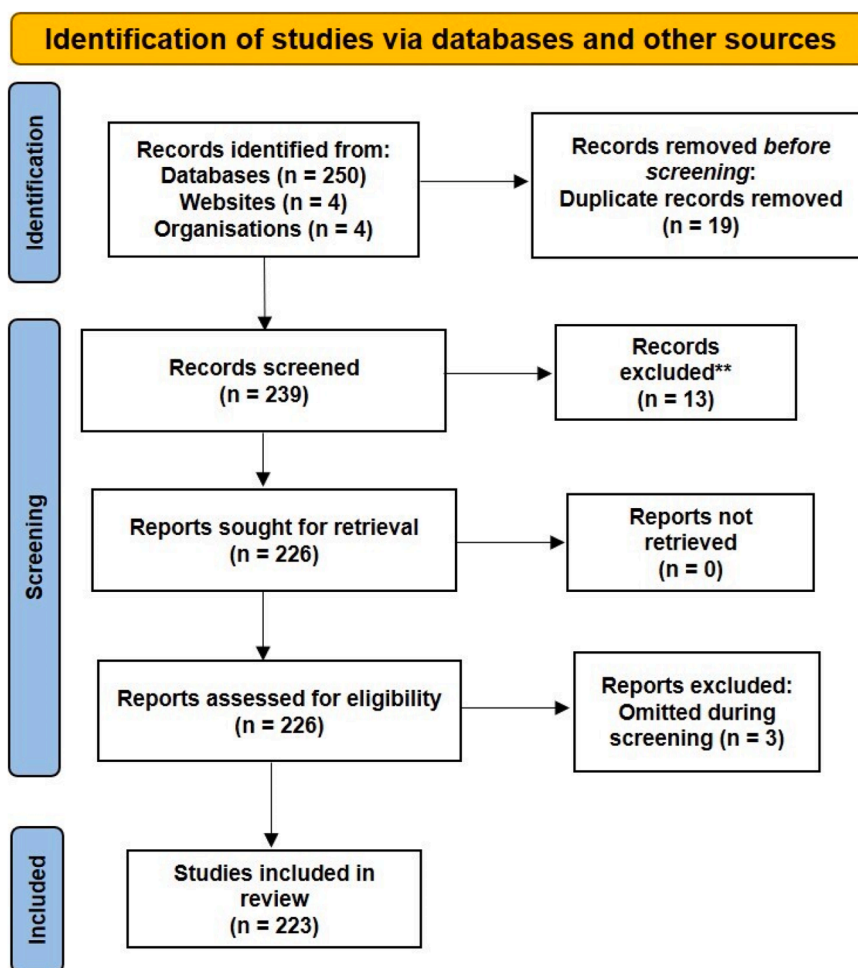 Identification of studies via databases and other sources
Identification
Records identified from:
Databases (n = 250)
Websites (n = 4)
Organisations (n = 4)
Records removed before
screening:
Duplicate records removed
(n = 19)
Screening
Records screened
(n = 239)
Records
excluded**
(n = 13)
Reports sought for retrieval
(n = 226)
Reports not
retrieved
(n = 0)
Reports assessed for eligibility
(n = 226)
Reports excluded:
Omitted during
screening (n = 3)
Included
Studies included in
review
(n = 223)